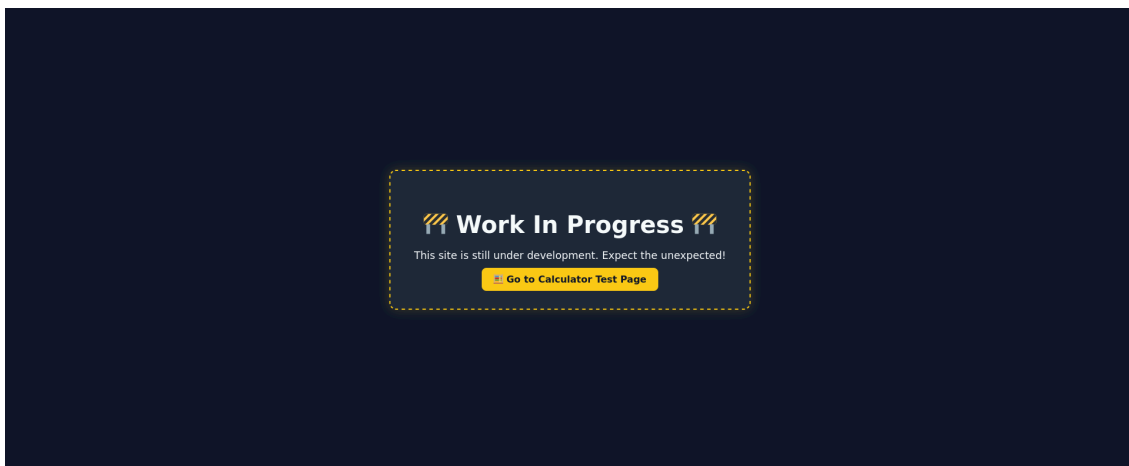 🚧 Work In Progress 🚧
This site is still under development. Expect the unexpected!
Go to Calculator Test Page